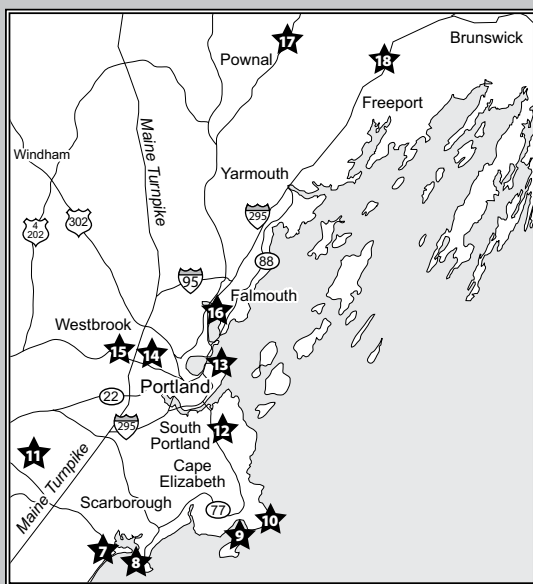 Brunswick
17
Pownal
18
Freeport
Maine Turnpike
Windham
Yarmouth
4
202
302
295
88
95
Falmouth
16
Westbrook
15
14
13
Portland
22
295
South
Portland
12
11
Cape
Elizabeth
Maine Turnpike
Scarborough
77
10
9
7
8